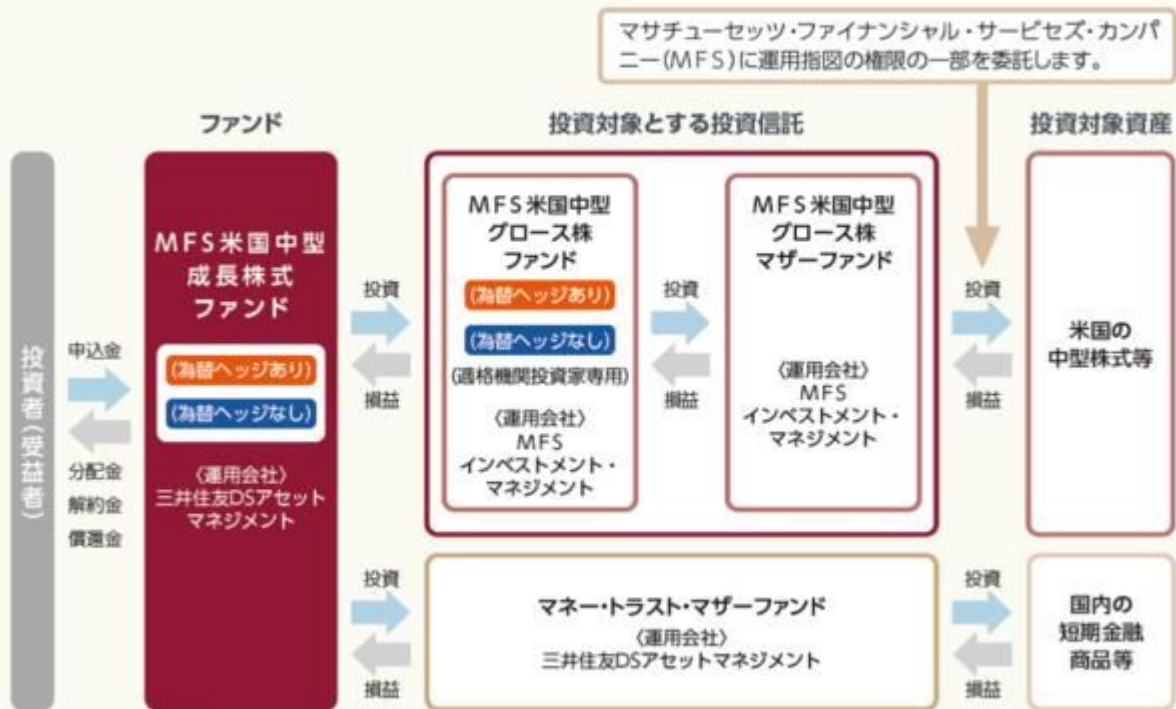 マサチューセッツ・ファイナンシャル・サービセズ・カンパ
ニー(MFS)に運用指図の権限の一部を委託します。
ファンド
投資対象とする投資信託
投資対象資産
投資者(受益者)
申込金
分配金
解約金
償還金
MFS米国中型
成長株式
ファンド
(為替ヘッジあり)
(為替ヘッジなし)
〈運用会社〉
三井住友DSアセット
マネジメント
投資
損益
MFS米国中型
グロース株
ファンド
(為替ヘッジあり)
(為替ヘッジなし)
(適格機関投資家専用)
〈運用会社〉
MFS
インベストメント・
マネジメント
投資
損益
MFS米国中型
グロース株
マザーファンド
〈運用会社〉
MFS
インベストメント・
マネジメント
投資
損益
米国の
中型株式等
投資
損益
マネー・トラスト・マザーファンド
〈運用会社〉
三井住友DSアセットマネジメント
投資
損益
国内の
短期金融
商品等